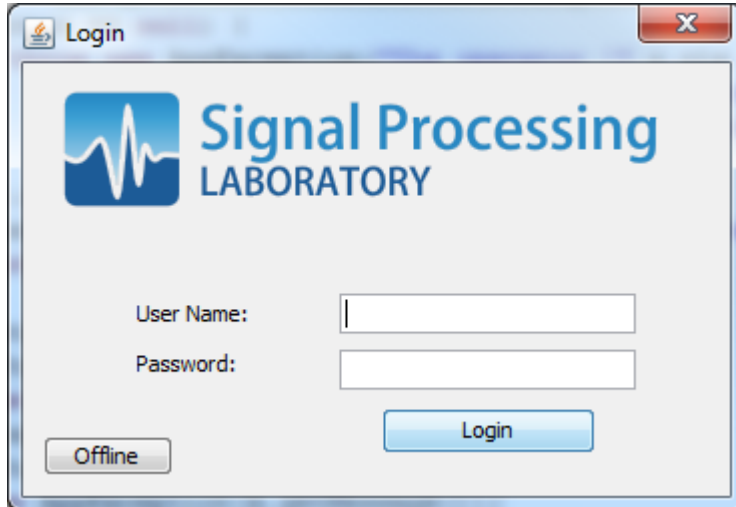 Login
Signal Processing
LABORATORY
User Name:
Password:
Login
Offline